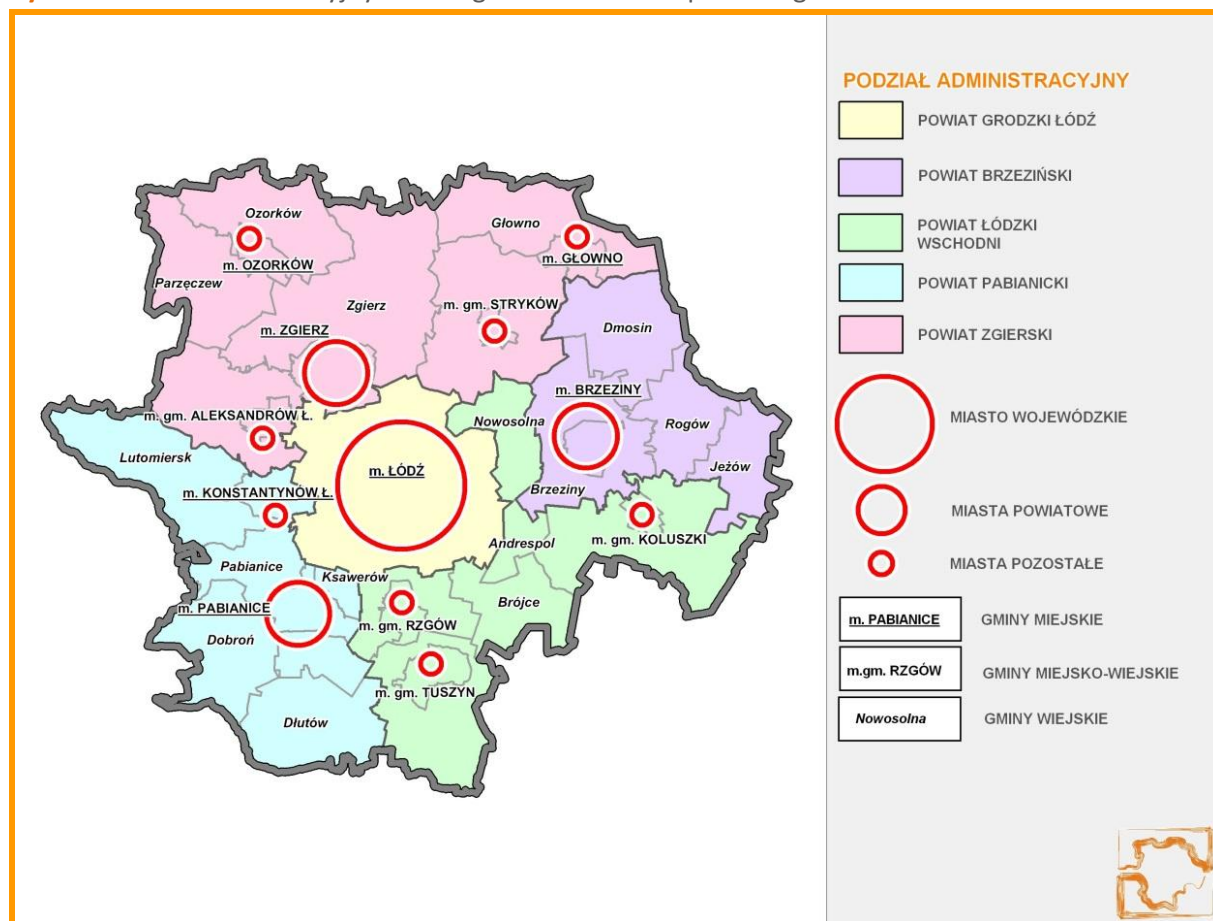 Ozorków
Głowno
m. OZORKÓW
m. GŁOWNO
Parzęczew
Zgierz
m. gm. STRYKÓW
m. ZGIERZ
Dmosin
m. BRZEZINY
m. gm. ALEKSANDRÓW Ł.
Nowosolna
Rogów
Lutomiersk
m. ŁÓDŹ
Jeżów
m. KONSTANTYNÓW Ł.
Brzeziny
Andrespol
m. gm. KOLUSZKI
Pabianice
Ksawerów
Brójce
m. PABIANICE
m. gm. RZGÓW
Dobroń
m. gm. TUSZYN
Dłutów
PODZIAŁ ADMINISTRACYJNY
POWIAT GRODZKI ŁÓDŹ
POWIAT BRZEZIŃSKI
POWIAT ŁÓDZKI
WSCHODNI
POWIAT PABIANICKI
POWIAT ZGIERSKI
MIASTO WOJEWÓDZKIE
MIASTA POWIATOWE
MIASTA POZOSTAŁE
m. PABIANICE GMINY MIEJSKIE
m.gm. RZGÓW GMINY MIEJSKO-WIEJSKIE
Nowosolna GMINY WIEJSKIE